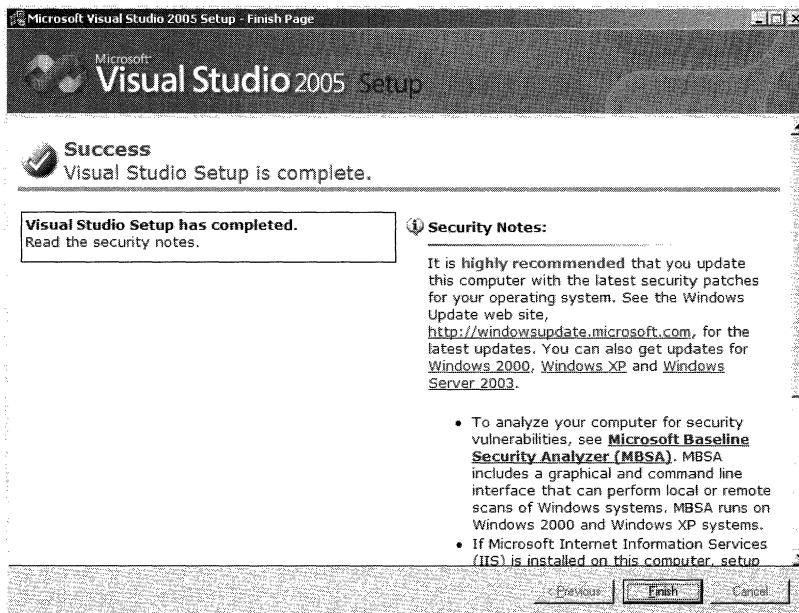 Microsoft Visual Studio 2005 Setup - Finish Page
Microsoft
Visual Studio 2005 Setup
Success
Visual Studio Setup is complete.
Visual Studio Setup has completed.
Read the security notes.
Security Notes:
It is highly recommended that you update
this computer with the latest security patches
for your operating system. See the Windows
Update web site,
http://windowsupdate.microsoft.com, for the
latest updates. You can also get updates for
Windows 2000, Windows XP and Windows
Server 2003.
• To analyze your computer for security
vulnerabilities, see Microsoft Baseline
Security Analyzer (MBSA). MBSA
includes a graphical and command line
interface that can perform local or remote
scans of Windows systems. MBSA runs on
Windows 2000 and Windows XP systems.
• If Microsoft Internet Information Services
(IIS) is installed on this computer, setup
< Previous
Finish
Cancel